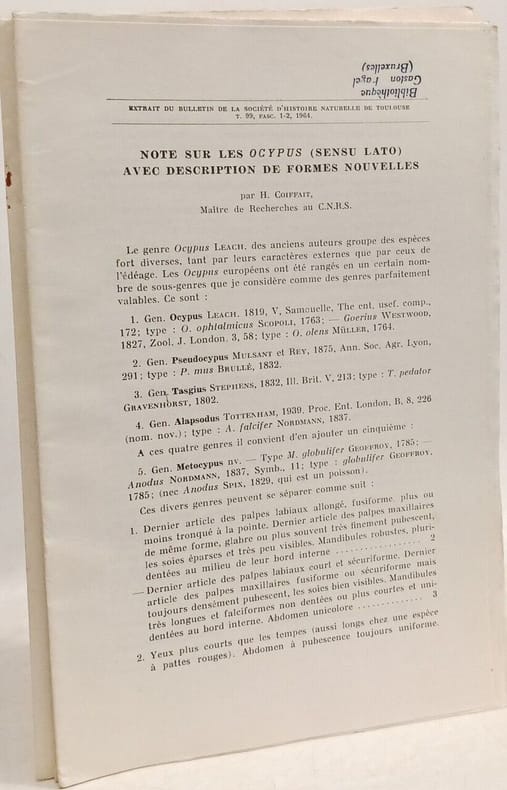 Bibliothèque
Gaston Fagel
(Bruxelles)
EXTRAIT DU BULLETIN DE LA SOCIÉTÉ D'HISTOIRE NATURELLE DE TOULOUSE
T. 99, FASC. 1-2, 1964.
NOTE SUR LES OCYPUS (SENSU LATO)
AVEC DESCRIPTION DE FORMES NOUVELLES
par H. COIFFAIT,
Maître de Recherches au C.N.R.S.
Le genre Ocypus LEACH. des anciens auteurs groupe des espèces
fort diverses, tant par leurs caractères externes que par ceux de
l'édéage. Les Ocypus européens ont été rangés en un certain nom-
bre de sous-genres que je considère comme des genres parfaitement
valables. Ce sont :
1. Gen. Ocypus LEACH. 1819, V, Samouelle, The ent. usef. comp.,
172; type : O. ophtalmicus SCOPOLI, 1763; — Goerius WESTWOOD,
1827, Zool. J. London. 3, 58; type : O. olens MÜLLER, 1764.
2. Gen. Pseudocypus MULSANT et REY, 1875, Ann. Soc. Agr. Lyon,
291; type : P. mus BRULLÉ, 1832.
3. Gen. Tasgius STEPHENS, 1832, Ill. Brit. V, 213; type : T. pedator
GRAVENHORST, 1802.
4. Gen. Alapsodus TOTTENHAM, 1939, Proc. Ent. London, B, 8, 226
(nom. nov.); type : A. falcifer NORDMANN, 1837.
A ces quatre genres il convient d'en ajouter un cinquième :
5. Gen. Metocypus nv. — Type M. globulifer GEOFFROY, 1785; —
Anodus NORDMANN, 1837, Symb., 11; type : globulifer GEOFFROY,
1785; (nec Anodus SPIX, 1829, qui est un poisson).
Ces divers genres peuvent se séparer comme suit :
1. Dernier article des palpes labiaux allongé, fusiforme, plus ou
moins tronqué à la pointe. Dernier article des palpes maxillaires
de même forme, glabre ou plus souvent très finement pubescent,
les soies éparses et très peu visibles. Mandibules robustes, pluri-
dentées au milieu de leur bord interne .................. 2
— Dernier article des palpes labiaux court et sécuriforme. Dernier
article des palpes maxillaires fusiforme ou sécuriforme mais
toujours densément pubescent, les soies bien visibles. Mandibules
très longues et falciformes non dentées ou plus courtes et uni-
dentées au bord interne. Abdomen unicolore .............. 3
2. Yeux plus courts que les tempes (aussi longs chez une espèce
à pattes rouges). Abdomen à pubescence toujours uniforme.